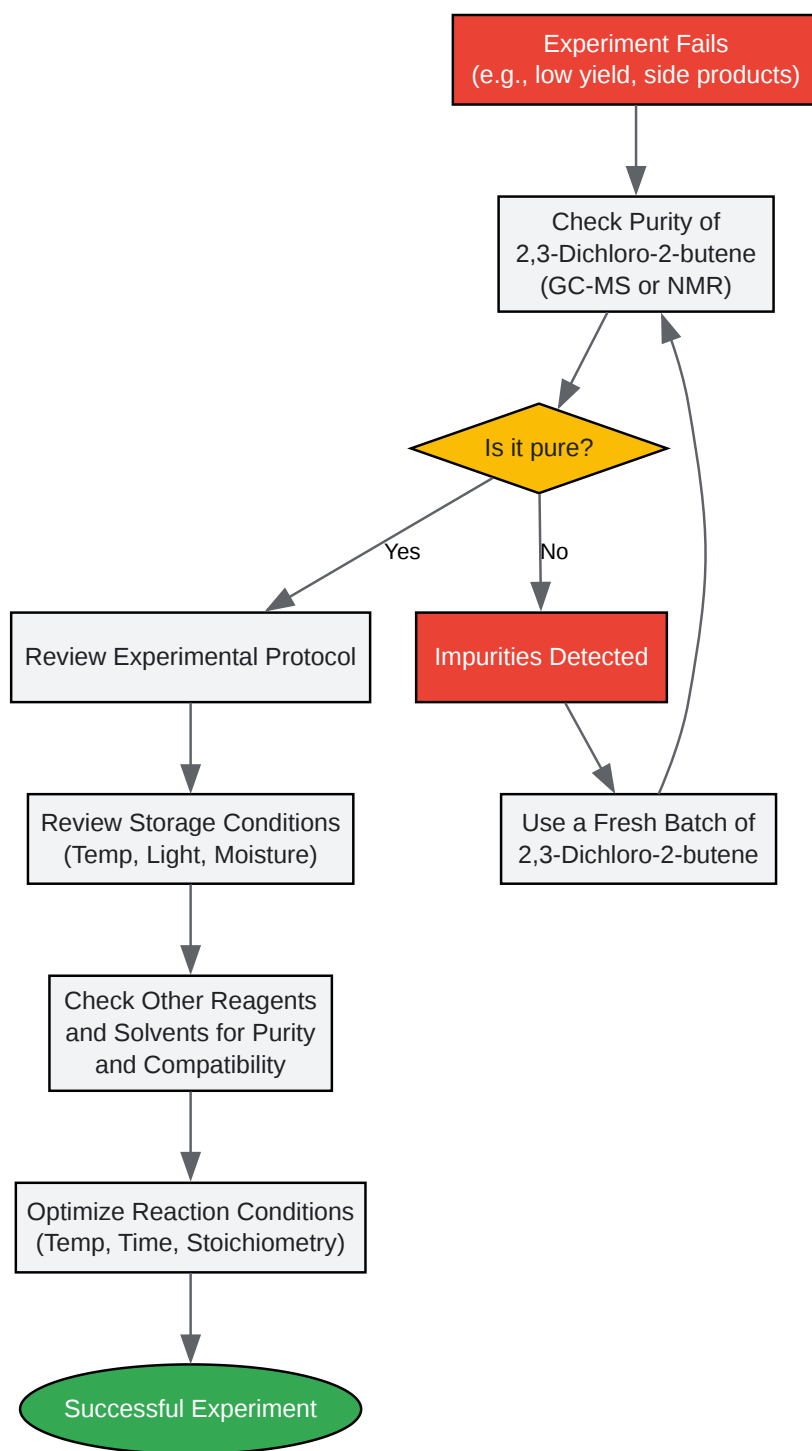 Experiment Fails
(e.g., low yield, side products)
Check Purity of
2,3-Dichloro-2-butene
(GC-MS or NMR)
Is it pure?
Yes
No
Review Experimental Protocol
Impurities Detected
Review Storage Conditions
(Temp, Light, Moisture)
Use a Fresh Batch of
2,3-Dichloro-2-butene
Check Other Reagents
and Solvents for Purity
and Compatibility
Optimize Reaction Conditions
(Temp, Time, Stoichiometry)
Successful Experiment